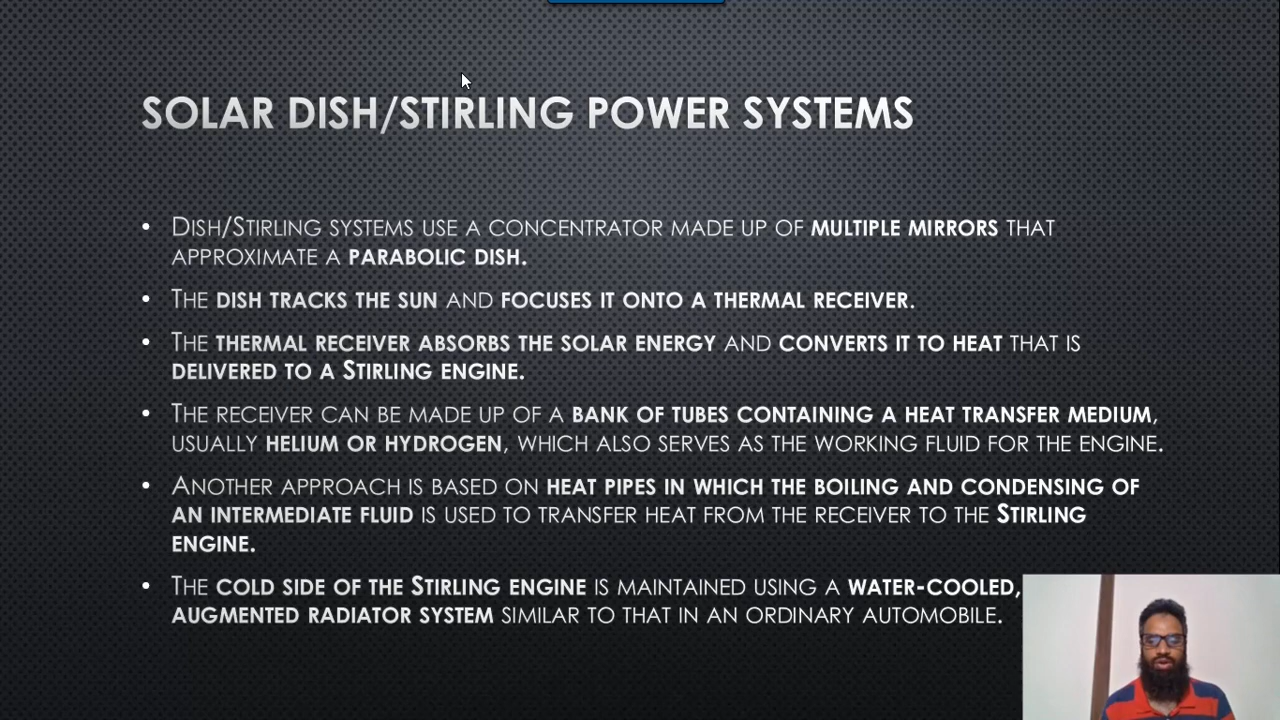 SOLAR DISH/STIRLING POWER SYSTEMS
• DISH/STIRLING SYSTEMS USE A CONCENTRATOR MADE UP OF MULTIPLE MIRRORS THAT
APPROXIMATE A PARABOLIC DISH.
• THE DISH TRACKS THE SUN AND FOCUSES IT ONTO A THERMAL RECEIVER.
• THE THERMAL RECEIVER ABSORBS THE SOLAR ENERGY AND CONVERTS IT TO HEAT THAT IS
DELIVERED TO A STIRLING ENGINE.
• THE RECEIVER CAN BE MADE UP OF A BANK OF TUBES CONTAINING A HEAT TRANSFER MEDIUM,
USUALLY HELIUM OR HYDROGEN, WHICH ALSO SERVES AS THE WORKING FLUID FOR THE ENGINE.
• ANOTHER APPROACH IS BASED ON HEAT PIPES IN WHICH THE BOILING AND CONDENSING OF
AN INTERMEDIATE FLUID IS USED TO TRANSFER HEAT FROM THE RECEIVER TO THE STIRLING
ENGINE.
• THE COLD SIDE OF THE STIRLING ENGINE IS MAINTAINED USING A WATER-COOLED,
AUGMENTED RADIATOR SYSTEM SIMILAR TO THAT IN AN ORDINARY AUTOMOBILE.